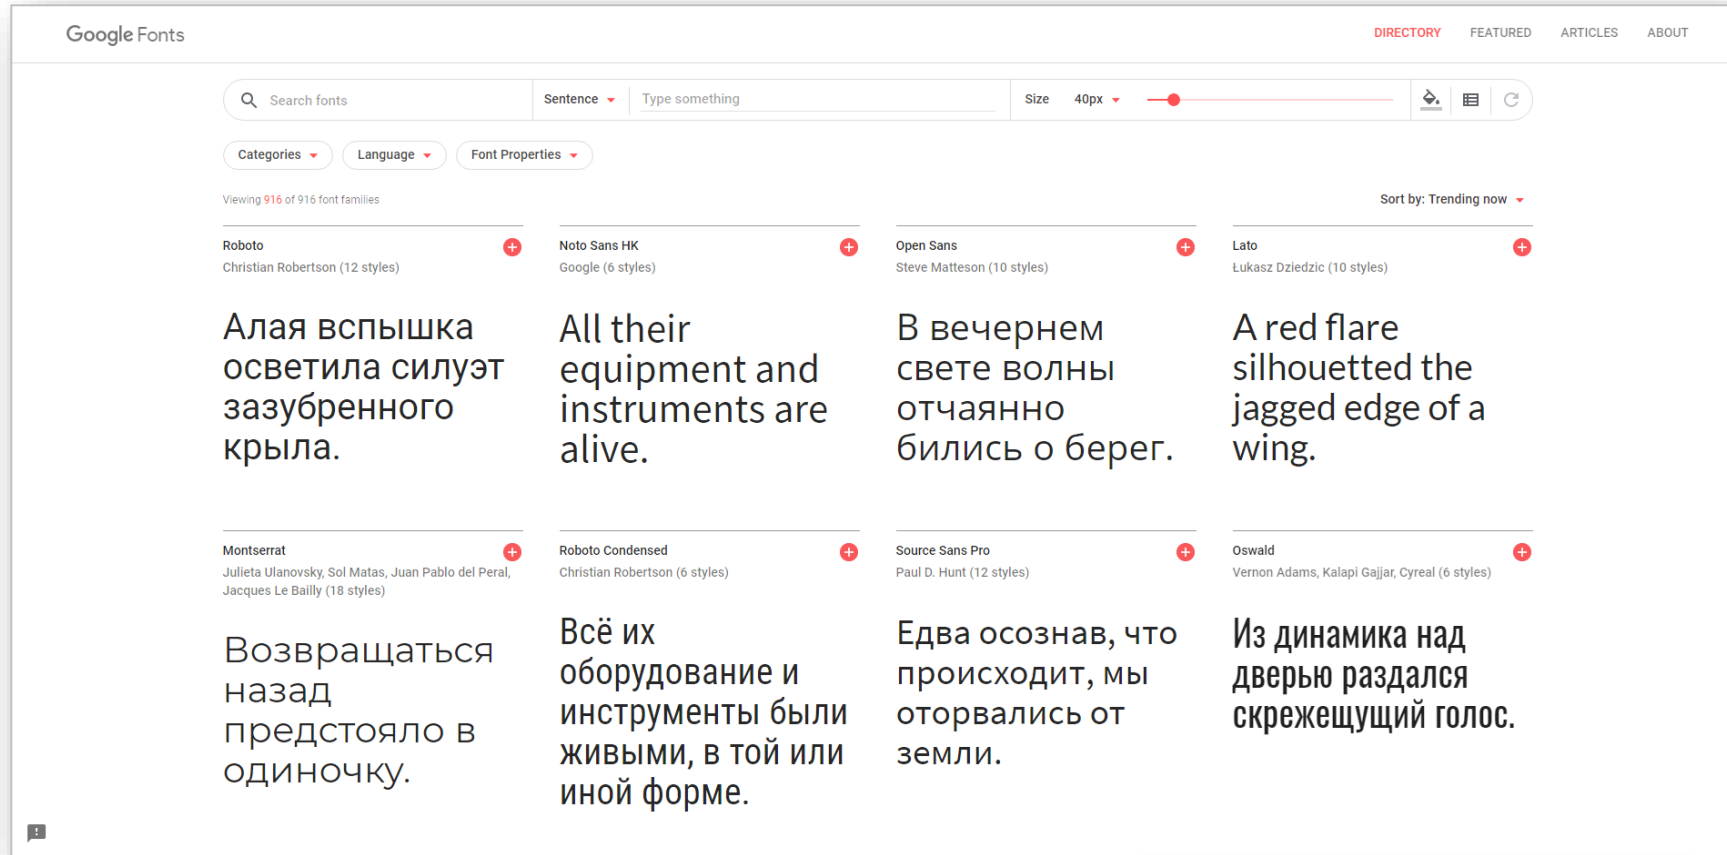 Google Fonts
DIRECTORY
FEATURED
ARTICLES
ABOUT
Search fonts
Sentence
Type something
Size
40px
Categories
Language
Font Properties
Viewing 916 of 916 font families
Sort by: Trending now
Roboto
Christian Robertson (12 styles)
Алая вспышка
осветила силуэт
зазубренного
крыла.
Noto Sans HK
Google (6 styles)
All their
equipment and
instruments are
alive.
Open Sans
Steve Matteson (10 styles)
В вечернем
свете волны
отчаянно
бились о берег.
Lato
Łukasz Dziedzic (10 styles)
A red flare
silhouetted the
jagged edge of a
wing.
Montserrat
Julieta Ulanovsky, Sol Matas, Juan Pablo del Peral,
Jacques Le Bailly (18 styles)
Возвращаться
назад
предстояло в
одиночку.
Roboto Condensed
Christian Robertson (6 styles)
Всё их
оборудование и
инструменты были
живыми, в той или
иной форме.
Source Sans Pro
Paul D. Hunt (12 styles)
Едва осознав, что
происходит, мы
оторвались от
земли.
Oswald
Vernon Adams, Kalapi Gajjar, Cyreal (6 styles)
Из динамика над
дверью раздался
скрежещущий голос.